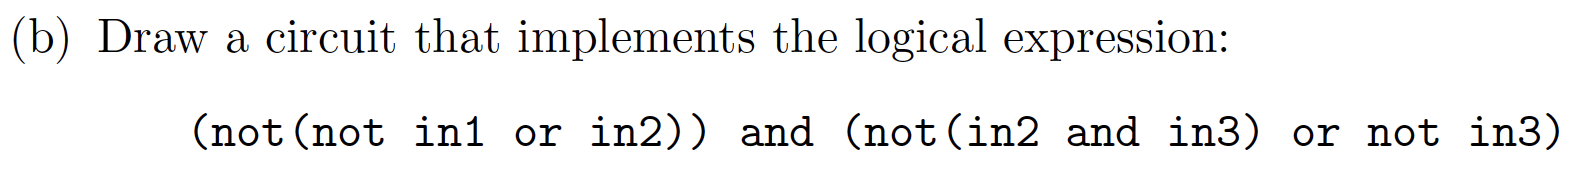 (b) Draw a circuit that implements the logical expression:
(not(not in1 or in2)) and (not(in2 and in3) or not in3)